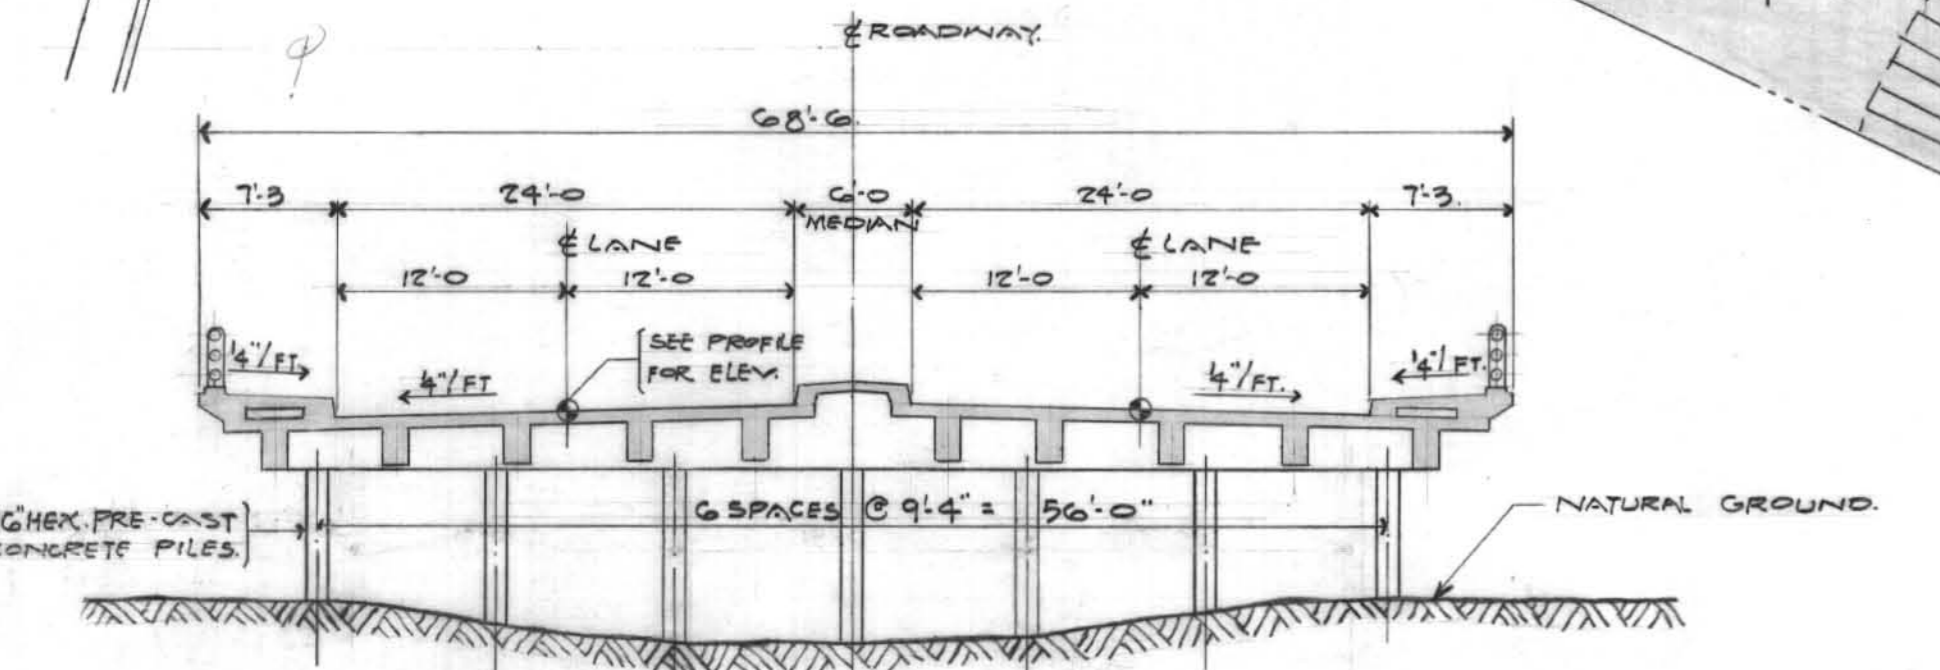 ℄ ROADWAY.
68'-6.
7'-3 24'-0 6'-0 24'-0 7'-3.
MEDIAN
℄ LANE ℄ LANE
12'-0 12'-0 12'-0 12'-0
SEE PROFILE
FOR ELEV.
1/4"/FT. 1/4"/FT 1/4"/FT. 1/4"/FT.
6 SPACES @ 9'-4" = 56'-0"
6" HEX. PRE-CAST
CONCRETE PILES.
NATURAL GROUND.